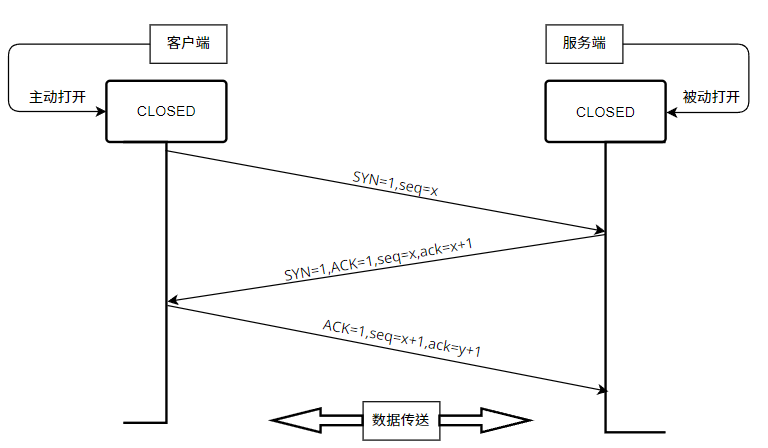 客户端
服务端
主动打开
被动打开
CLOSED
CLOSED
SYN=1,seq=x
SYN=1,ACK=1,seq=x,ack=x+1
ACK=1,seq=x+1,ack=y+1
数据传送